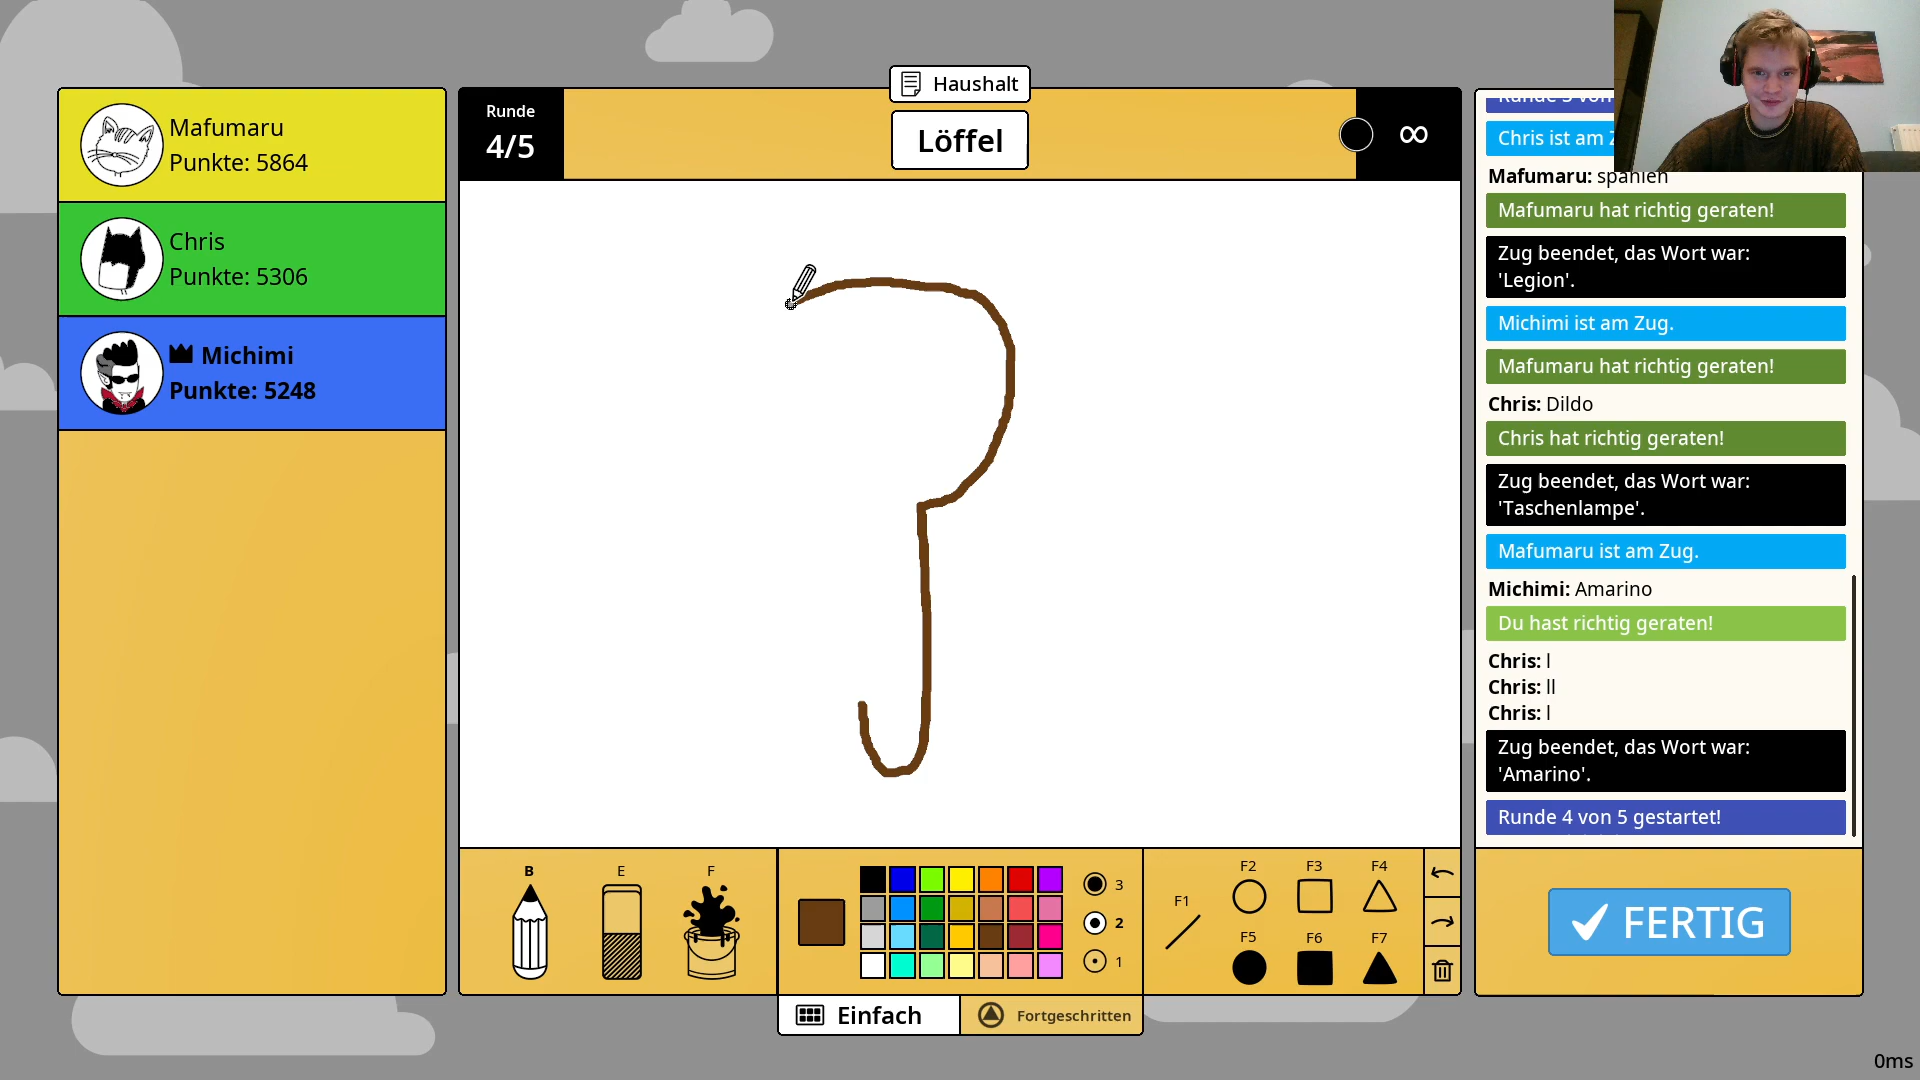 Haushalt
Mafumaru
Punkte: 5864
Chris
Punkte: 5306
Michimi
Punkte: 5248
Runde
4/5
Löffel
∞
Runde 3 von
Chris ist am Z
Mafumaru: spanien
Mafumaru hat richtig geraten!
Zug beendet, das Wort war:
'Legion'.
Michimi ist am Zug.
Mafumaru hat richtig geraten!
Chris: Dildo
Chris hat richtig geraten!
Zug beendet, das Wort war:
'Taschenlampe'.
Mafumaru ist am Zug.
Michimi: Amarino
Du hast richtig geraten!
Chris: l
Chris: ll
Chris: l
Zug beendet, das Wort war:
'Amarino'.
Runde 4 von 5 gestartet!
B
E
F
3
2
1
F1
F2
F3
F4
F5
F6
F7
FERTIG
Einfach
Fortgeschritten
0ms